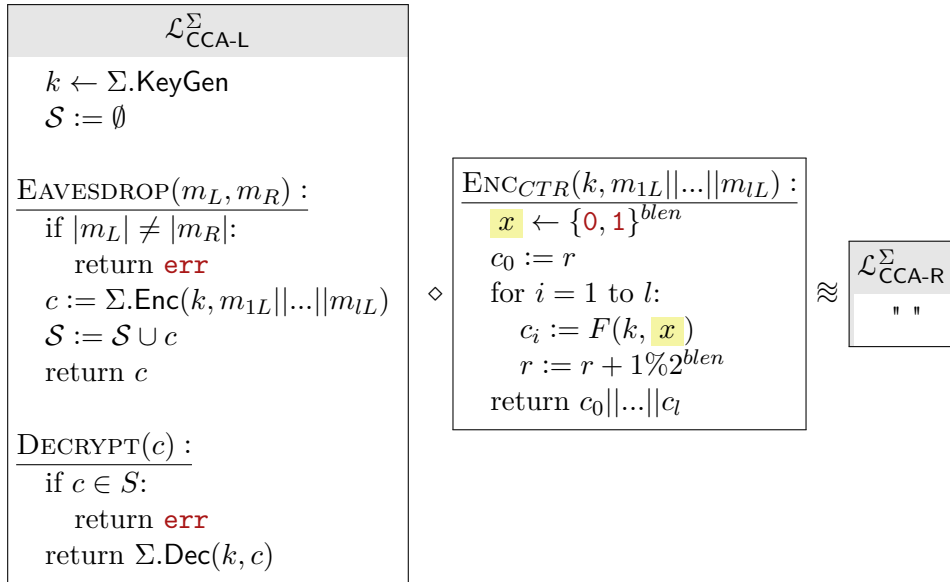 ℒ^Σ_CCA-L
k ← Σ.KeyGen
𝒮 := ∅
EAVESDROP(m_L, m_R) :
if |m_L| ≠ |m_R|:
return err
c := Σ.Enc(k, m_1L||...||m_lL)
𝒮 := 𝒮 ∪ c
return c
DECRYPT(c) :
if c ∈ S:
return err
return Σ.Dec(k, c)
⋄
ENC_CTR(k, m_1L||...||m_lL) :
x ← {0, 1}^blen
c_0 := r
for i = 1 to l:
c_i := F(k, x)
r := r + 1%2^blen
return c_0||...||c_l
≋
ℒ^Σ_CCA-R
" "